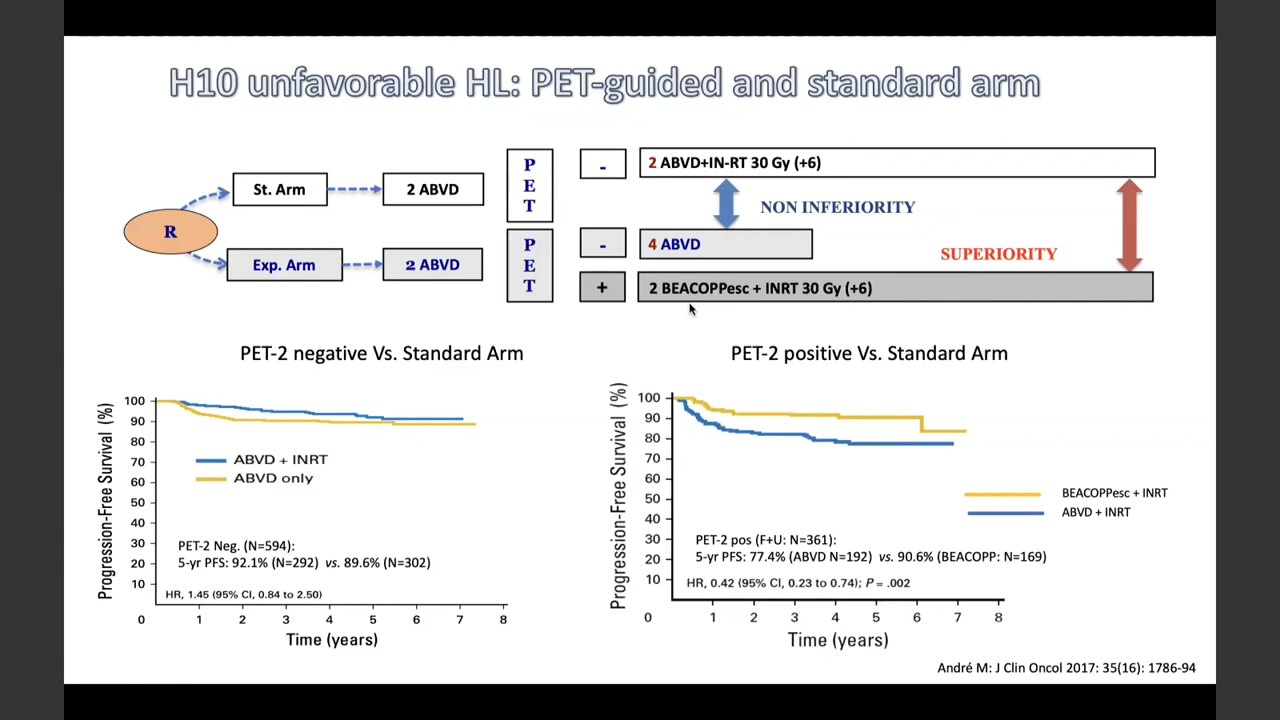 H10 unfavorable HL: PET-guided and standard arm
R
St. Arm
2 ABVD
P
E
T
-
2 ABVD+IN-RT 30 Gy (+6)
NON INFERIORITY
SUPERIORITY
Exp. Arm
2 ABVD
P
E
T
-
4 ABVD
+
2 BEACOPPesc + INRT 30 Gy (+6)
PET-2 negative Vs. Standard Arm
Progression-Free Survival (%)
100
90
80
70
60
50
40
30
20
10
0
1
2
3
4
5
6
7
8
Time (years)
ABVD + INRT
ABVD only
PET-2 Neg. (N=594):
5-yr PFS: 92.1% (N=292) vs. 89.6% (N=302)
HR, 1.45 (95% CI, 0.84 to 2.50)
PET-2 positive Vs. Standard Arm
Progression-Free Survival (%)
100
90
80
70
60
50
40
30
20
10
0
1
2
3
4
5
6
7
8
Time (years)
BEACOPPesc + INRT
ABVD + INRT
PET-2 pos (F+U: N=361):
5-yr PFS: 77.4% (ABVD N=192) vs. 90.6% (BEACOPP: N=169)
HR, 0.42 (95% CI, 0.23 to 0.74); P = .002
André M: J Clin Oncol 2017: 35(16): 1786-94